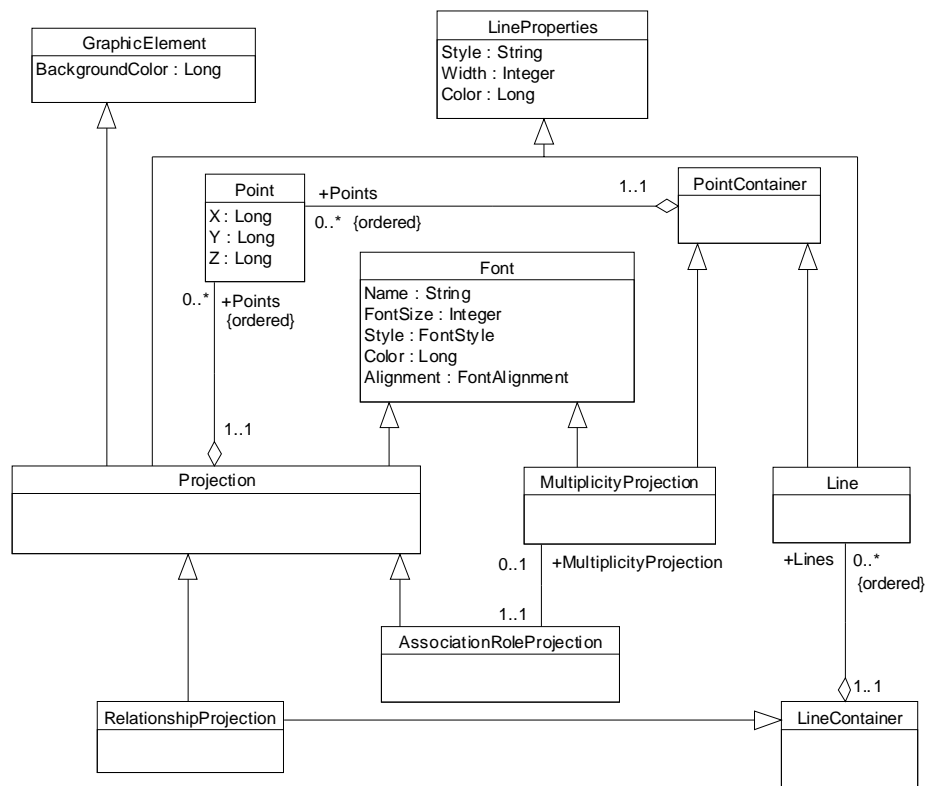 GraphicElement
BackgroundColor : Long
LineProperties
Style : String
Width : Integer
Color : Long
Point
X : Long
Y : Long
Z : Long
+Points
0..* {ordered}
1..1
PointContainer
0..* +Points
{ordered}
Font
Name : String
FontSize : Integer
Style : FontStyle
Color : Long
Alignment : FontAlignment
1..1
Projection
MultiplicityProjection
Line
0..1 +MultiplicityProjection
+Lines 0..*
{ordered}
1..1
AssociationRoleProjection
1..1
RelationshipProjection
LineContainer